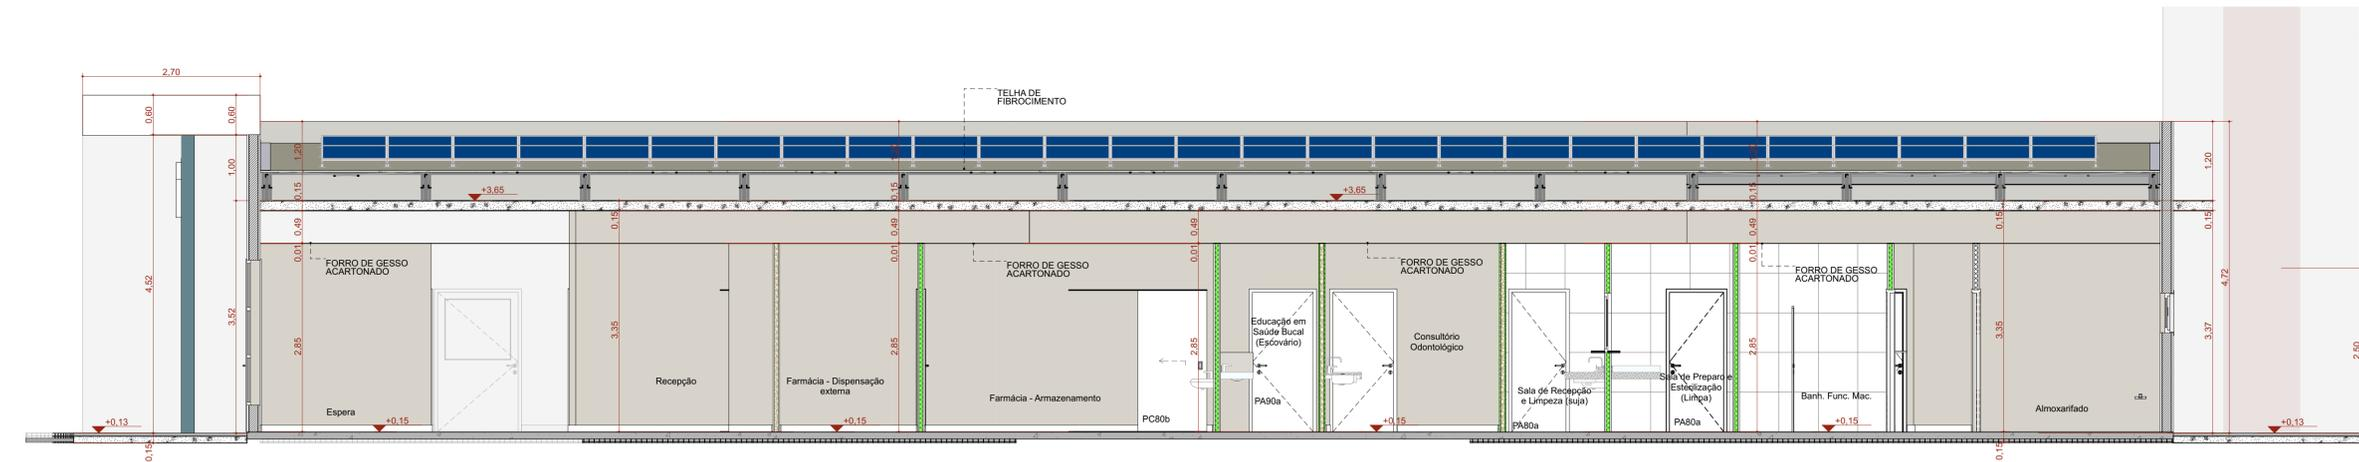 2,70
TELHA DE
FIBROCIMENTO
0,60
0,60
1,20
1,20
1,00
0,15
+3,65
0,15
+3,65
0,15
0,15
0,49
0,15
0,49
0,49
0,49
0,15
0,15
0,01
0,01
0,01
0,01
FORRO DE GESSO
ACARTONADO
FORRO DE GESSO
ACARTONADO
FORRO DE GESSO
ACARTONADO
FORRO DE GESSO
ACARTONADO
4,52
3,52
4,72
2,85
3,35
2,85
2,85
2,85
3,35
3,37
2,50
Educação em
Saúde Bucal
(Escovário)
Consultório
Odontológico
Espera
Recepção
Farmácia - Dispensação
externa
Farmácia - Armazenamento
PC80b
PA90a
Sala de Recepção
e Limpeza (suja)
PA80a
Sala de Preparo e
Esterilização
(Limpa)
PA80a
Banh. Func. Mac.
Almoxarifado
+0,13
+0,15
+0,15
+0,15
+0,15
+0,13
0,15
0,15